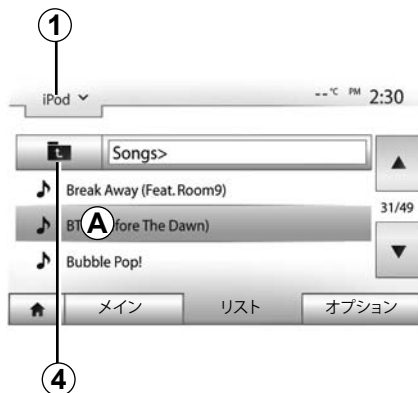 1
iPod --°C PM 2:30
Songs>
Break Away (Feat. Room9)
31/49
BT A fore The Dawn)
Bubble Pop!
メイン リスト オプション
4